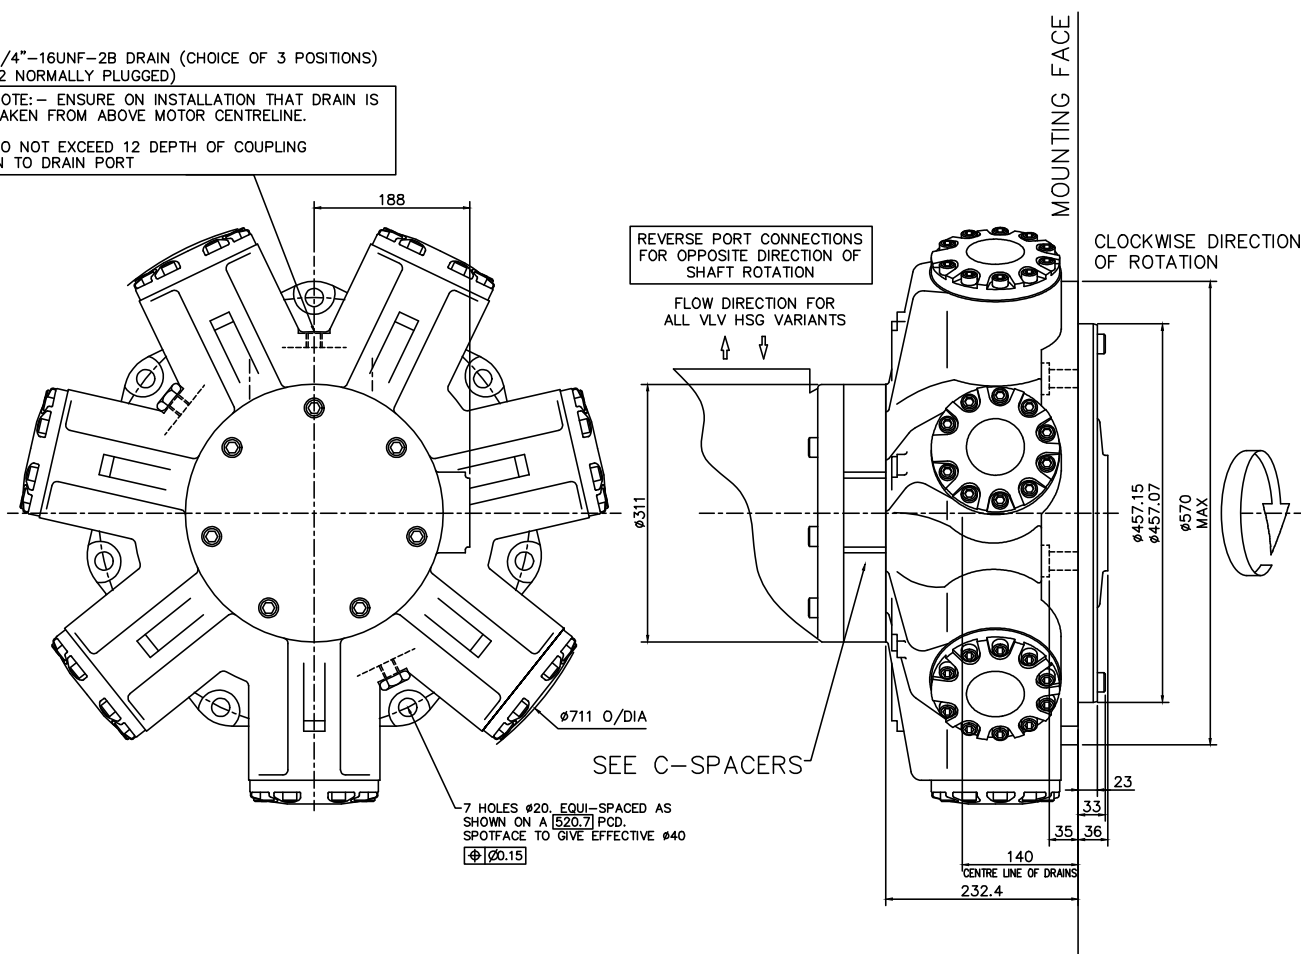 /4"-16UNF-2B DRAIN (CHOICE OF 3 POSITIONS)
2 NORMALLY PLUGGED)
OTE:- ENSURE ON INSTALLATION THAT DRAIN IS
AKEN FROM ABOVE MOTOR CENTRELINE.
O NOT EXCEED 12 DEPTH OF COUPLING
N TO DRAIN PORT
188
MOUNTING FACE
REVERSE PORT CONNECTIONS
FOR OPPOSITE DIRECTION OF
SHAFT ROTATION
CLOCKWISE DIRECTION
OF ROTATION
FLOW DIRECTION FOR
ALL VLV HSG VARIANTS
ø311
ø457.15
ø457.07
ø570
MAX
ø711 O/DIA
SEE C-SPACERS
7 HOLES ø20. EQUI-SPACED AS
SHOWN ON A 520.7 PCD.
SPOTFACE TO GIVE EFFECTIVE ø40
⌖ Ø0.15
23
33
35
36
140
CENTRE LINE OF DRAINS
232.4